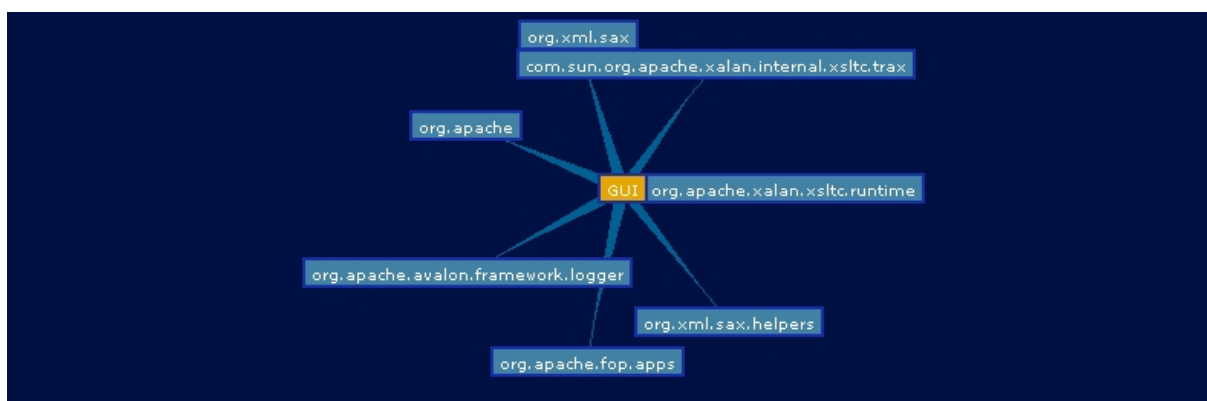 org.xml.sax
com.sun.org.apache.xalan.internal.xsltc.trax
org.apache
GUI org.apache.xalan.xsltc.runtime
org.apache.avalon.framework.logger
org.xml.sax.helpers
org.apache.fop.apps